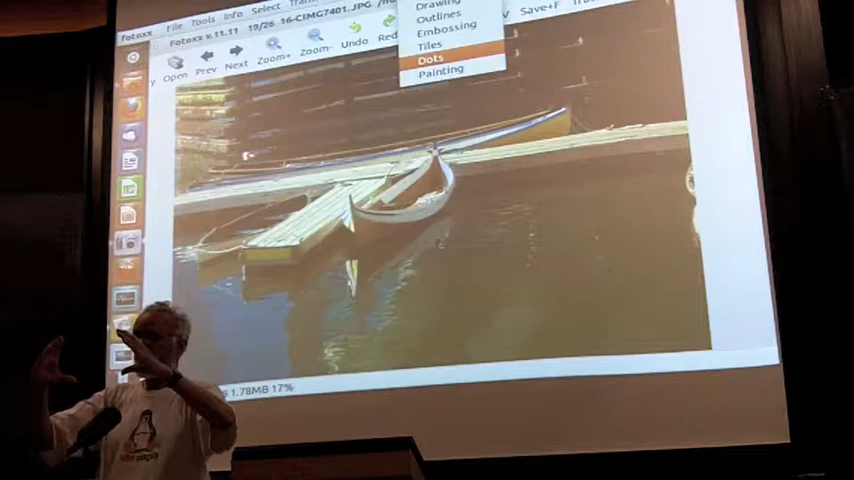 Fotoxx File Tools Info Select
Fotoxx v.11.11 19/26 16-CIMG7401.JPG
Open Prev Next Zoom+ Zoom- Undo
Save+F
Drawing
Outlines
Embossing
Tiles
Dots
Painting
1.78MB 17%